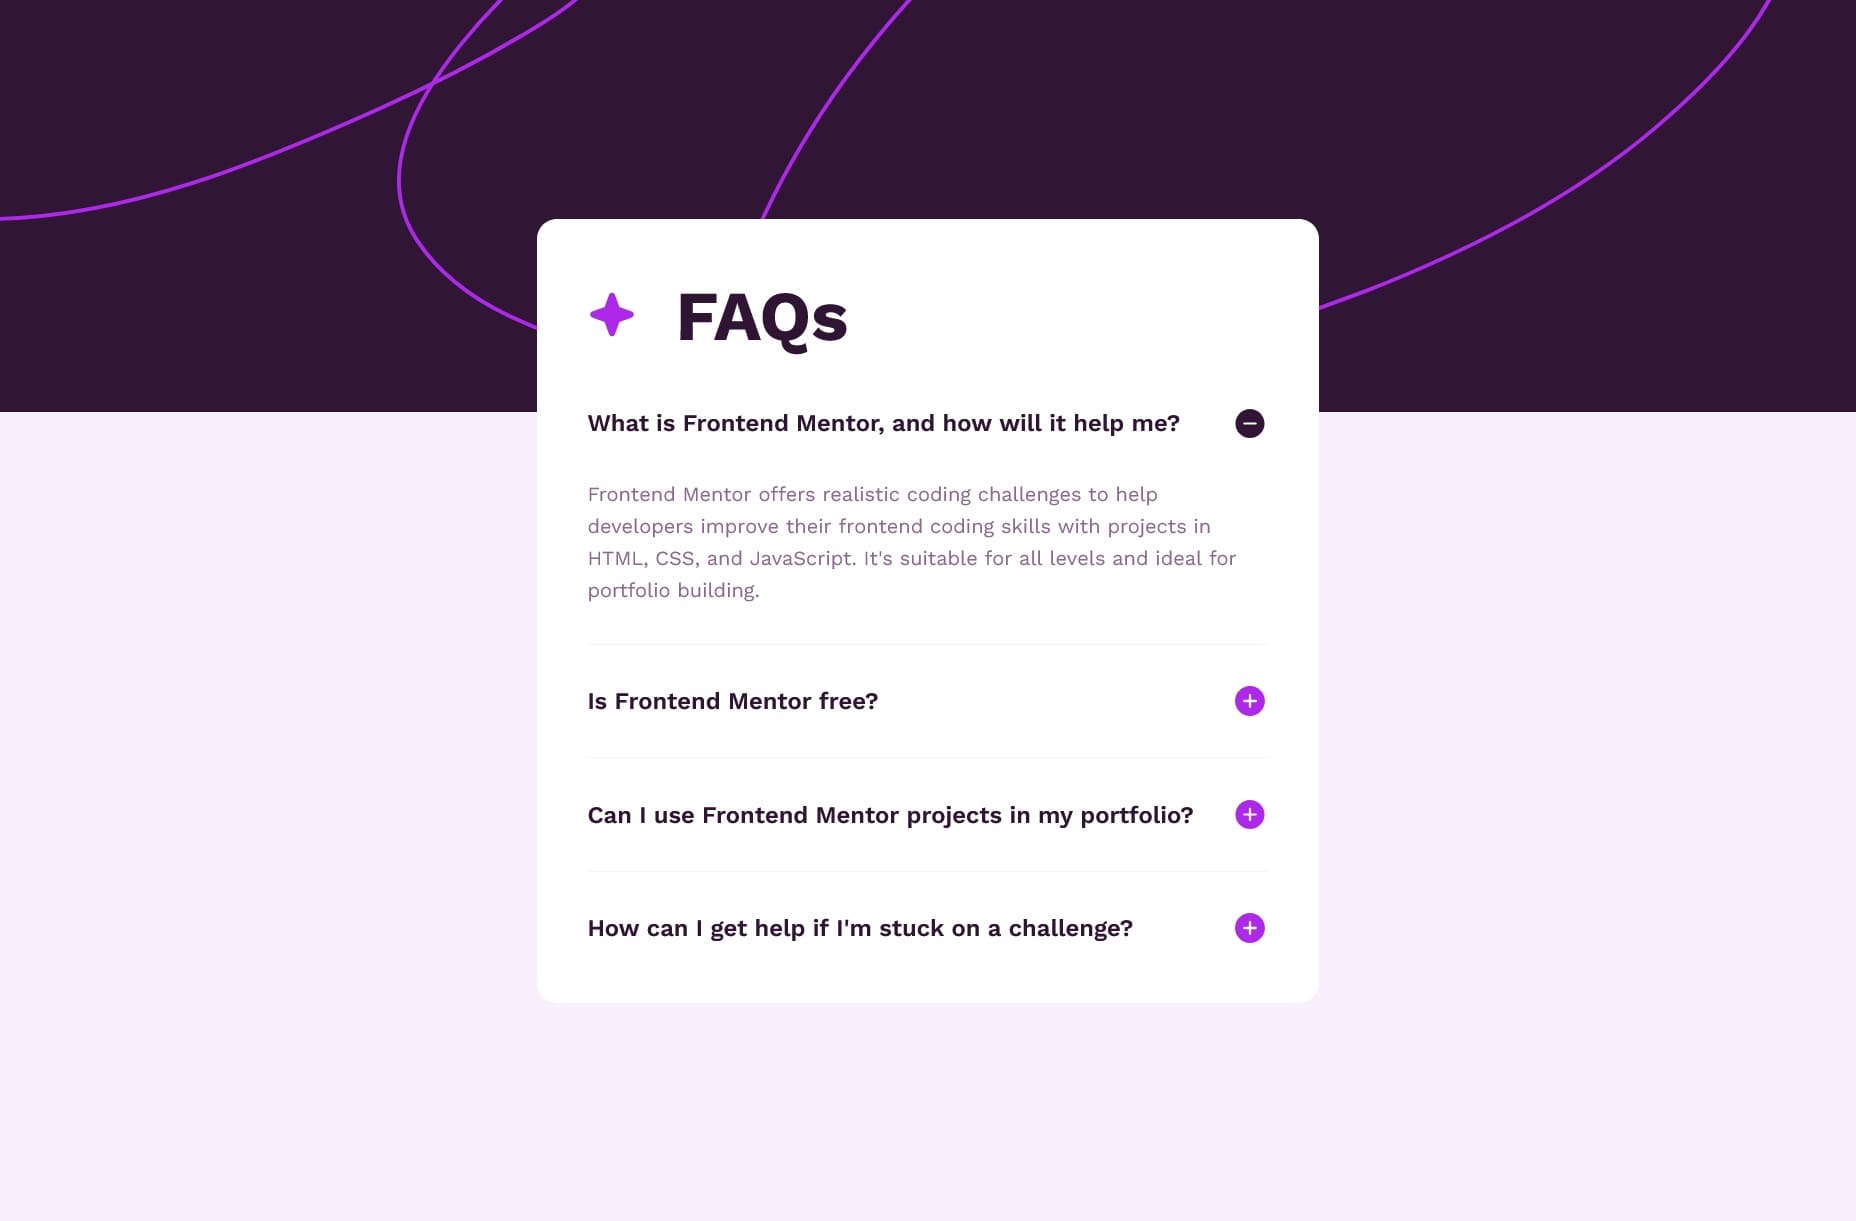 FAQs
What is Frontend Mentor, and how will it help me?
Frontend Mentor offers realistic coding challenges to help
developers improve their frontend coding skills with projects in
HTML, CSS, and JavaScript. It's suitable for all levels and ideal for
portfolio building.
Is Frontend Mentor free?
Can I use Frontend Mentor projects in my portfolio?
How can I get help if I'm stuck on a challenge?